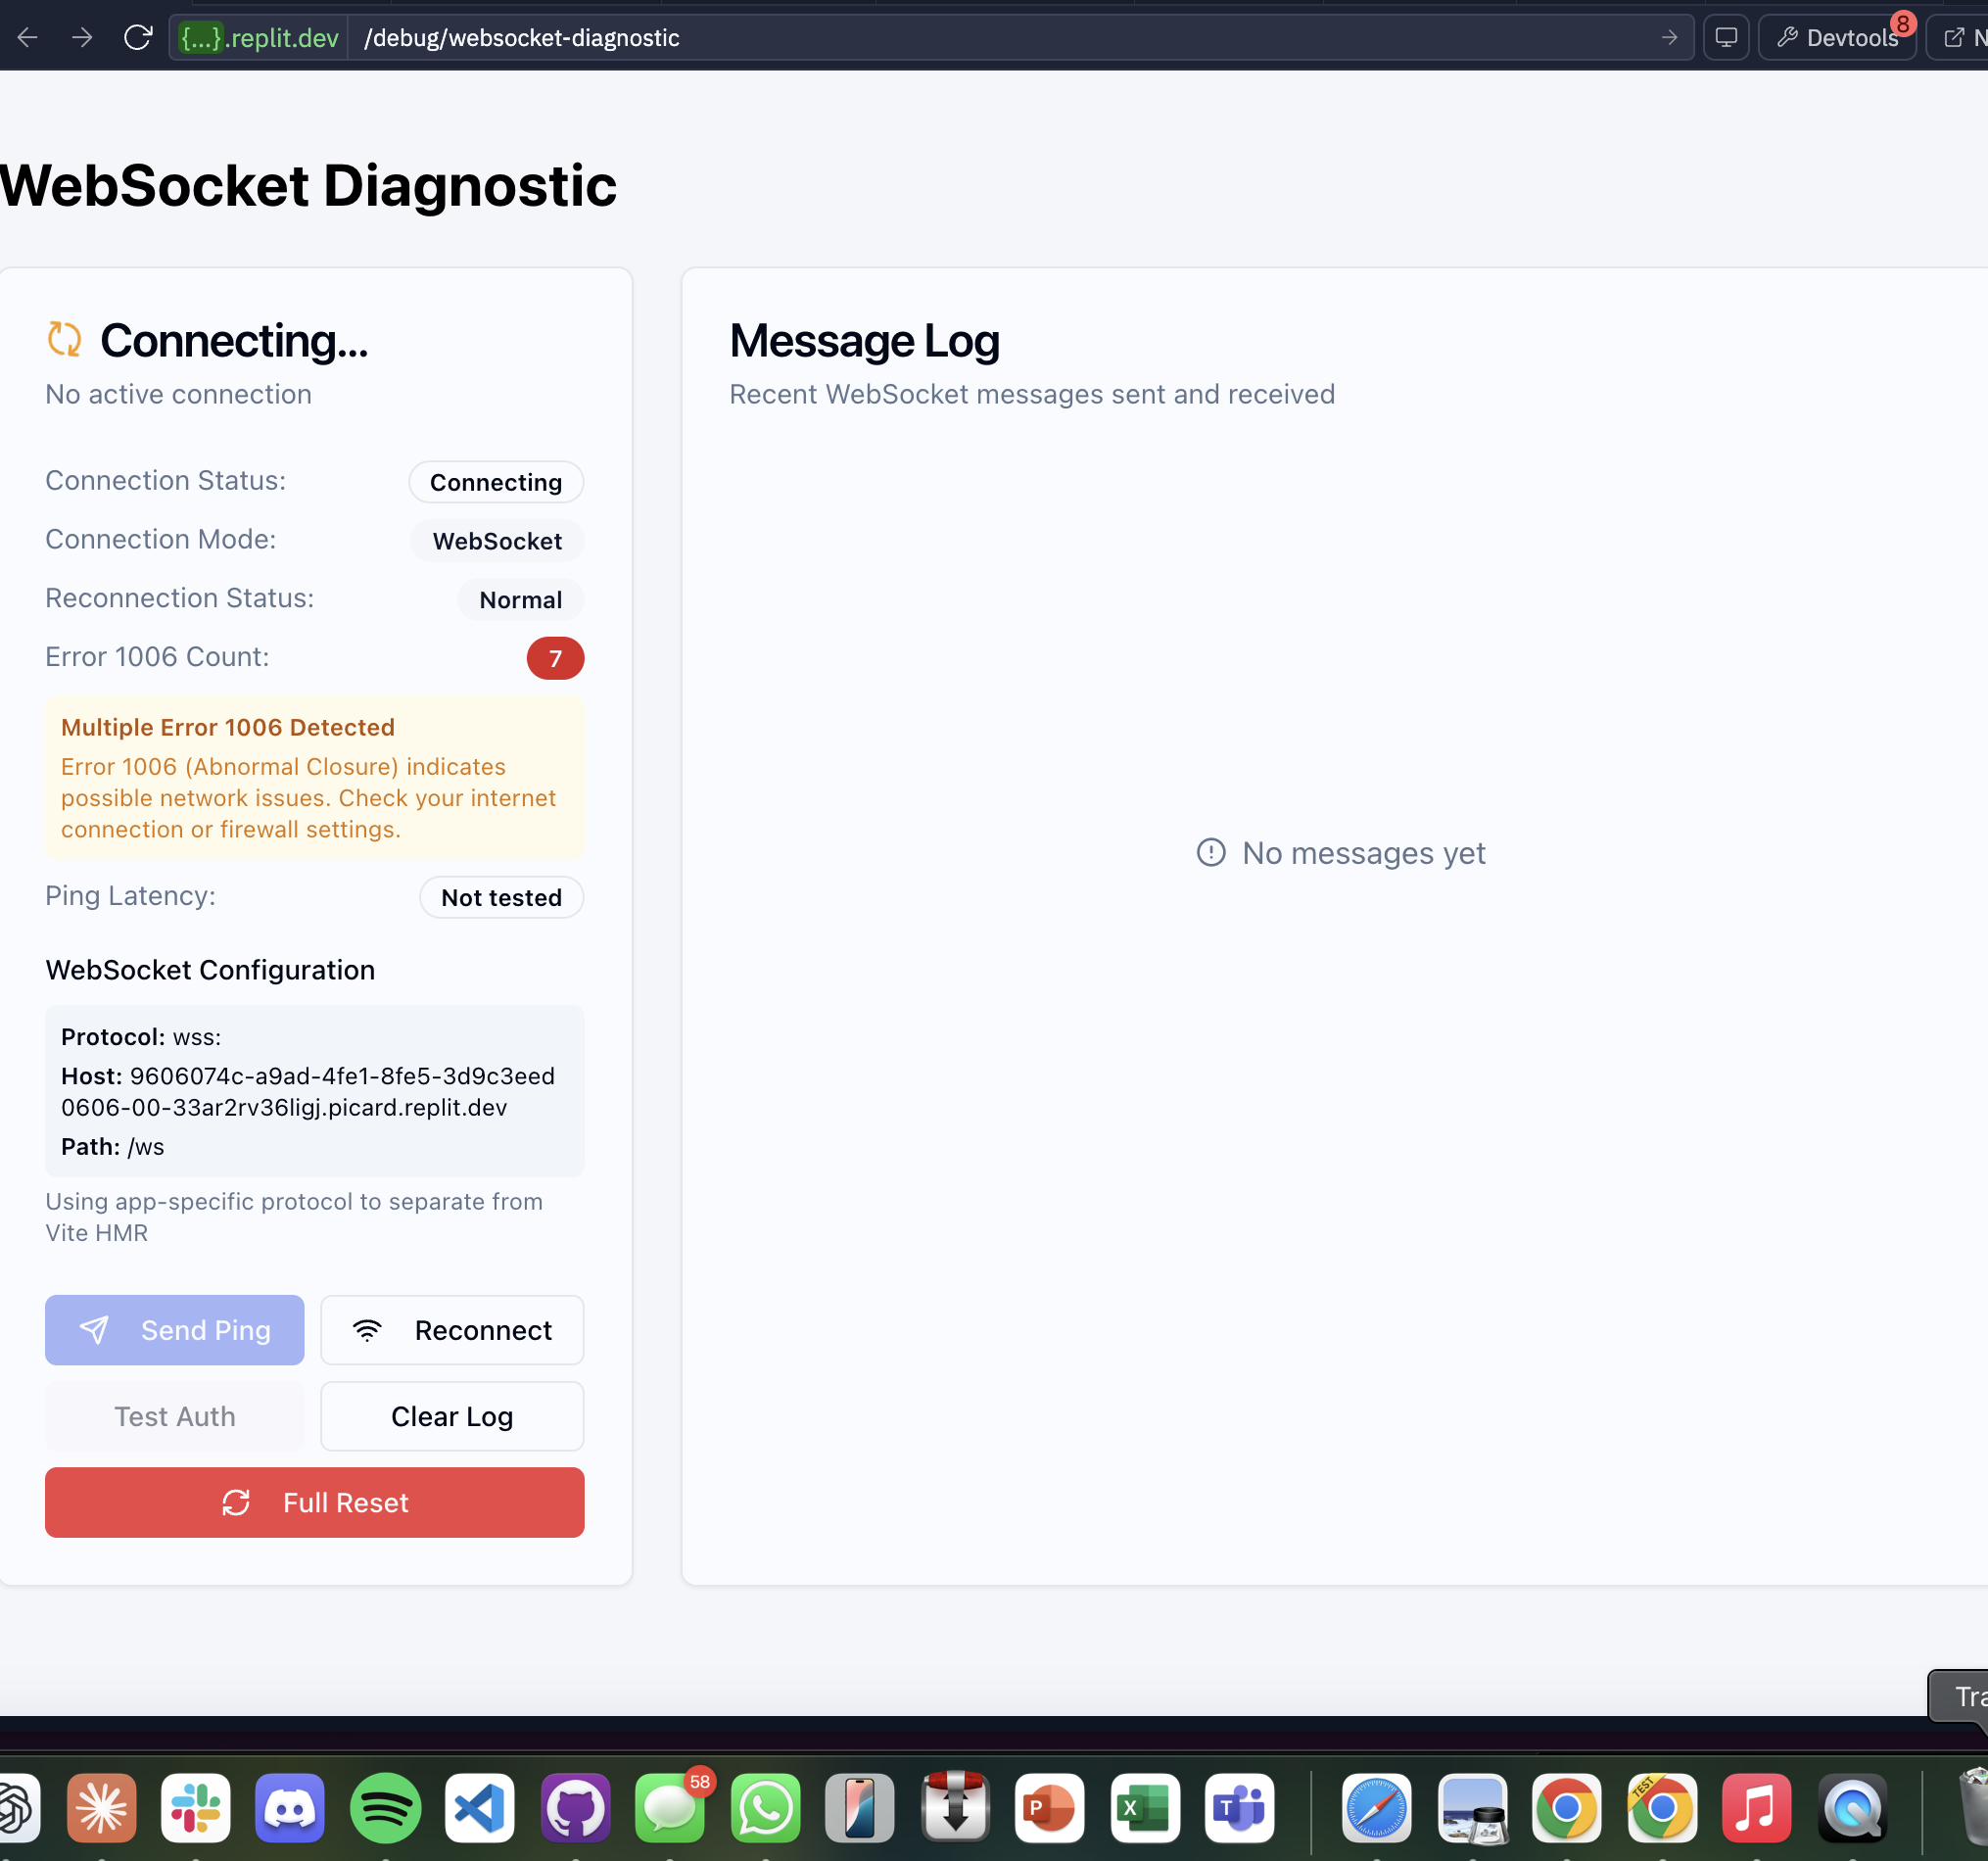 {...}.replit.dev /debug/websocket-diagnostic
Devtools
8
N
WebSocket Diagnostic
Connecting...
No active connection
Connection Status:
Connecting
Connection Mode:
WebSocket
Reconnection Status:
Normal
Error 1006 Count:
7
Multiple Error 1006 Detected
Error 1006 (Abnormal Closure) indicates
possible network issues. Check your internet
connection or firewall settings.
Ping Latency:
Not tested
WebSocket Configuration
Protocol: wss:
Host: 9606074c-a9ad-4fe1-8fe5-3d9c3eed
0606-00-33ar2rv36ligj.picard.replit.dev
Path: /ws
Using app-specific protocol to separate from
Vite HMR
Send Ping
Reconnect
Test Auth
Clear Log
Full Reset
Message Log
Recent WebSocket messages sent and received
No messages yet
Tra
58
P
X
T
TEST